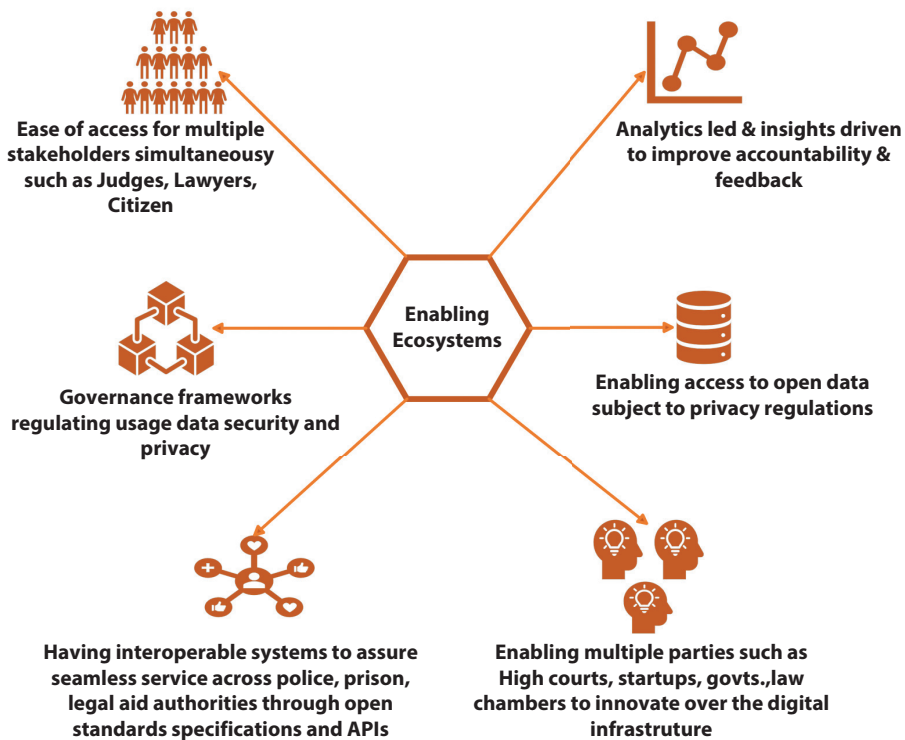 Ease of access for multiple
stakeholders simultaneousy
such as Judges, Lawyers,
Citizen
Analytics led & insights driven
to improve accountability &
feedback
Enabling
Ecosystems
Governance frameworks
regulating usage data security and
privacy
Enabling access to open data
subject to privacy regulations
Having interoperable systems to assure
seamless service across police, prison,
legal aid authorities through open
standards specifications and APIs
Enabling multiple parties such as
High courts, startups, govts.,law
chambers to innovate over the digital
infrastruture